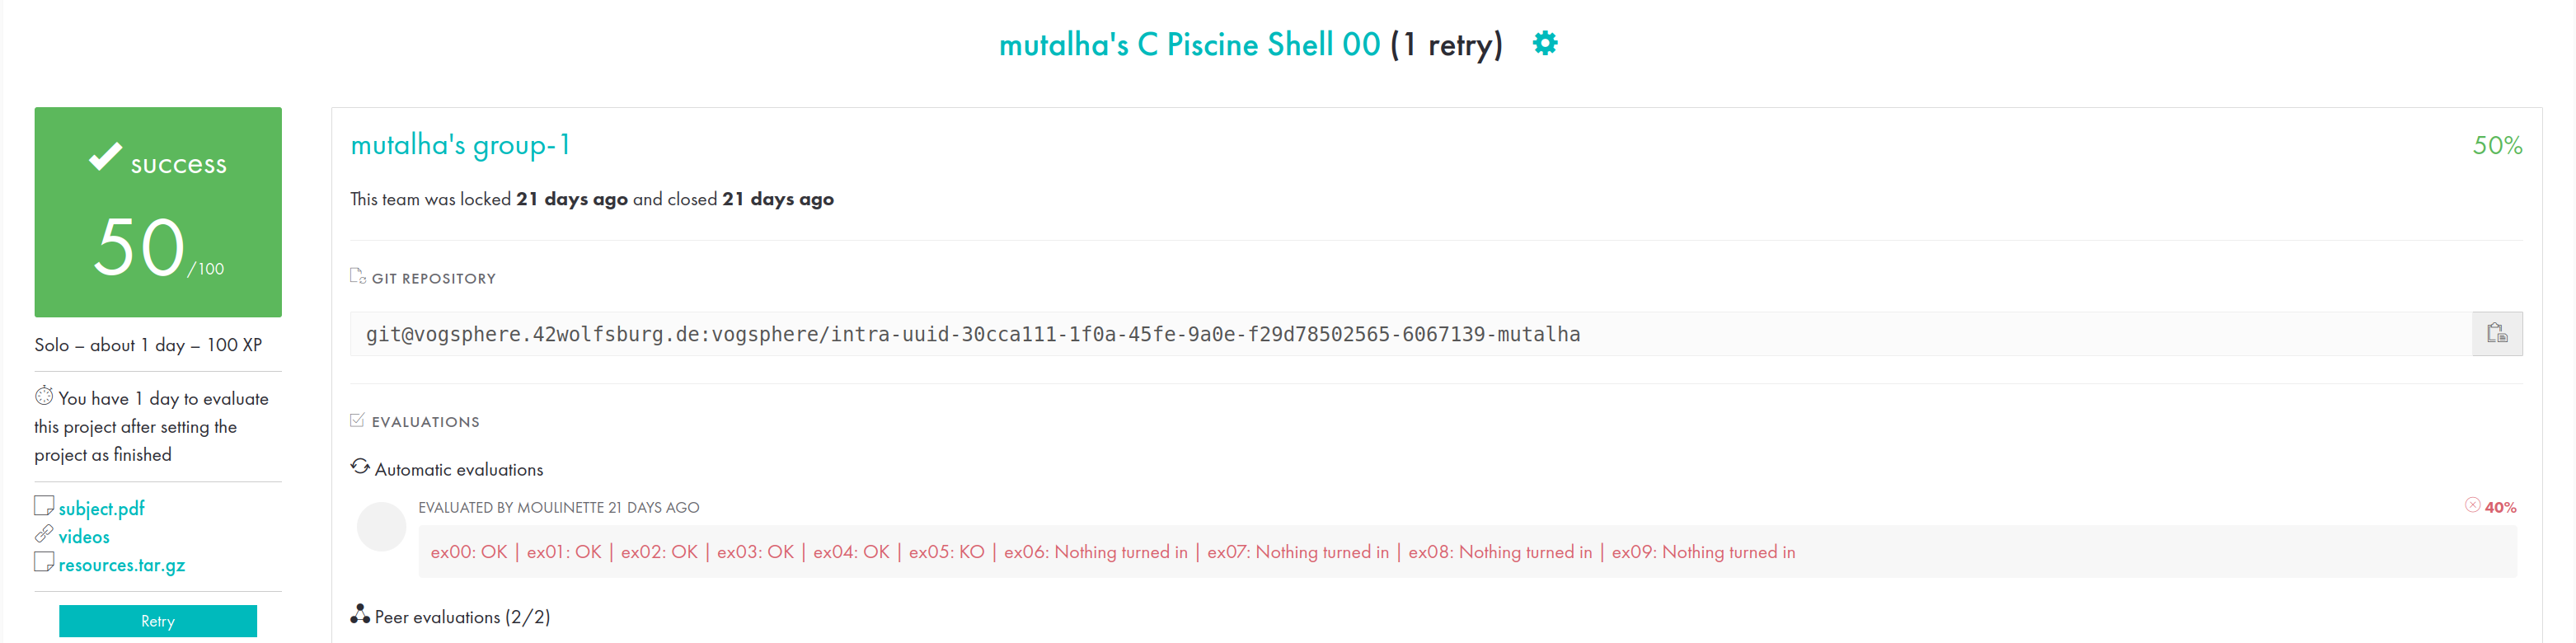 mutalha's C Piscine Shell 00 (1 retry)
success
50/100
Solo – about 1 day – 100 XP
You have 1 day to evaluate
this project after setting the
project as finished
subject.pdf
videos
resources.tar.gz
Retry
mutalha's group-1
50%
This team was locked 21 days ago and closed 21 days ago
GIT REPOSITORY
git@vogsphere.42wolfsburg.de:vogsphere/intra-uuid-30cca111-1f0a-45fe-9a0e-f29d78502565-6067139-mutalha
EVALUATIONS
Automatic evaluations
EVALUATED BY MOULINETTE 21 DAYS AGO
40%
ex00: OK | ex01: OK | ex02: OK | ex03: OK | ex04: OK | ex05: KO | ex06: Nothing turned in | ex07: Nothing turned in | ex08: Nothing turned in | ex09: Nothing turned in
Peer evaluations (2/2)